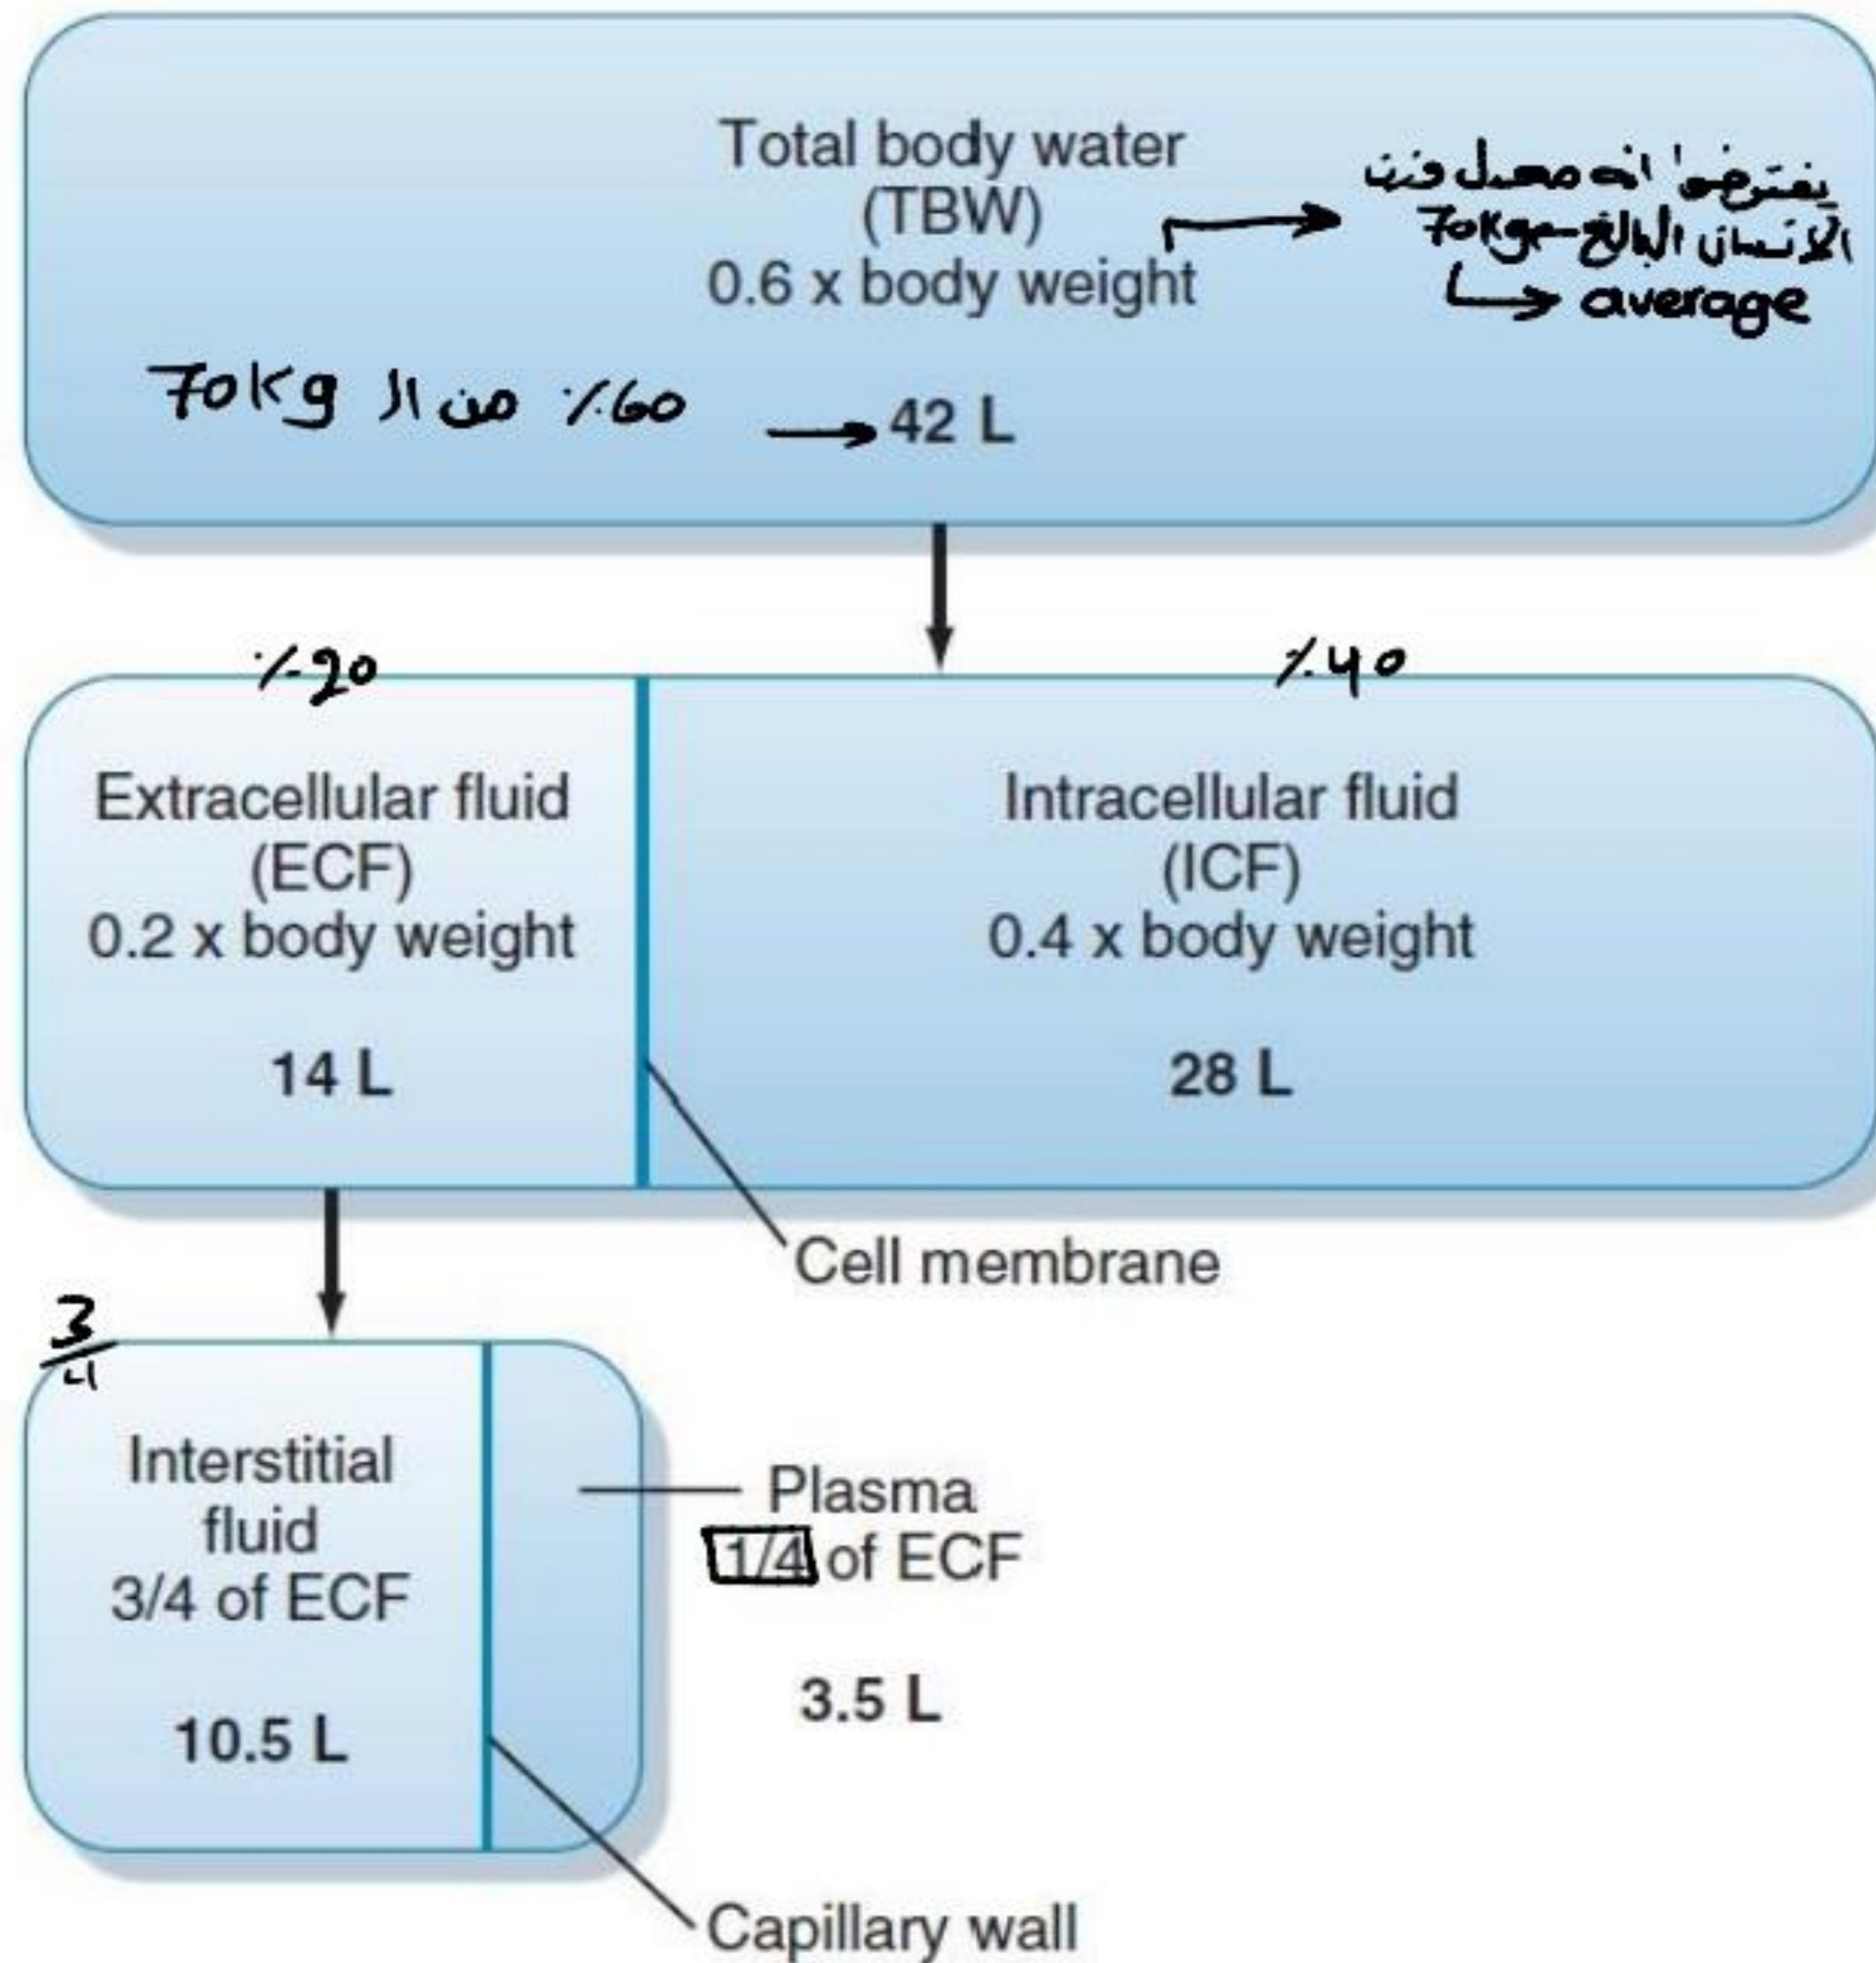 Total body water
(TBW)
0.6 x body weight
يفترضوا انه معدل وزن
الانسان البالغ 70Kg
average
%60 من ال 70Kg
42 L
%20
%40
Extracellular fluid
(ECF)
0.2 x body weight
14 L
Intracellular fluid
(ICF)
0.4 x body weight
28 L
Cell membrane
3/4
Interstitial
fluid
3/4 of ECF
10.5 L
Plasma
1/4 of ECF
3.5 L
Capillary wall